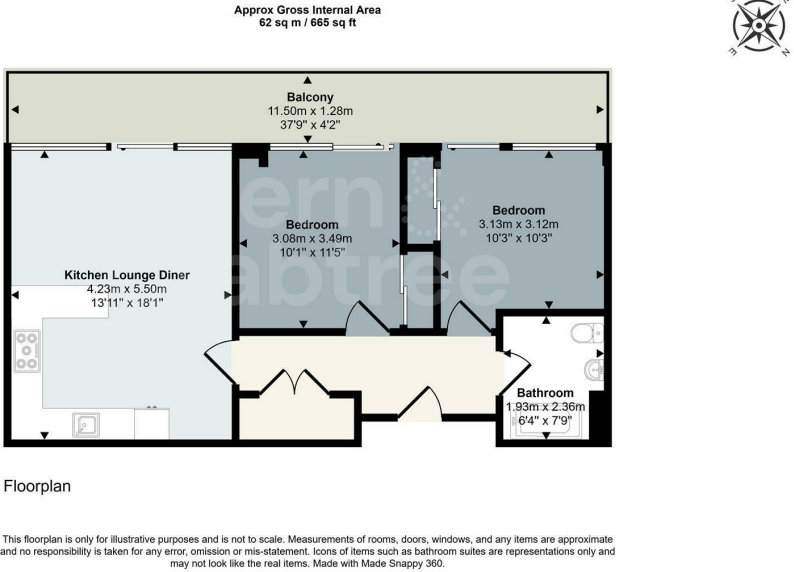 Approx Gross Internal Area
62 sq m / 665 sq ft
Balcony
11.50m x 1.28m
37'9" x 4'2"
Bedroom
3.08m x 3.49m
10'1" x 11'5"
Bedroom
3.13m x 3.12m
10'3" x 10'3"
Kitchen Lounge Diner
4.23m x 5.50m
13'11" x 18'1"
Bathroom
1.93m x 2.36m
6'4" x 7'9"
Floorplan
This floorplan is only for illustrative purposes and is not to scale. Measurements of rooms, doors, windows, and any items are approximate
and no responsibility is taken for any error, omission or mis-statement. Icons of items such as bathroom suites are representations only and
may not look like the real items. Made with Made Snappy 360.